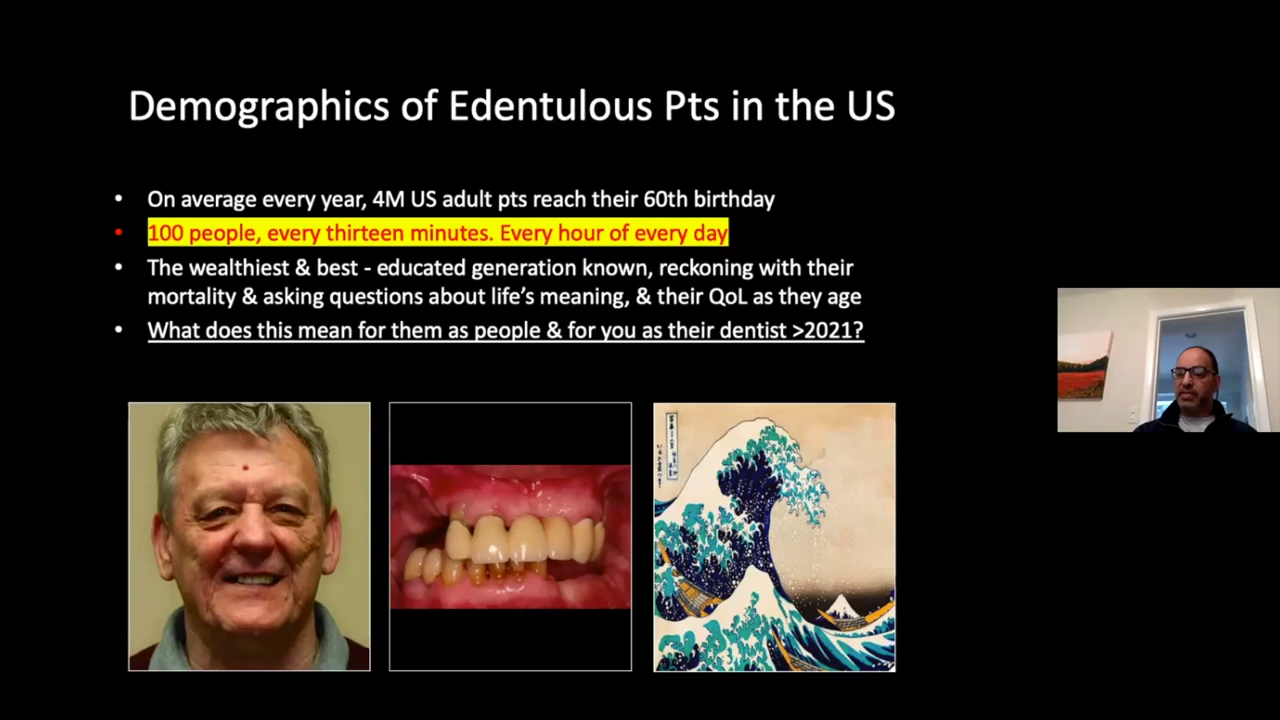 Demographics of Edentulous Pts in the US
• On average every year, 4M US adult pts reach their 60th birthday
• 100 people, every thirteen minutes. Every hour of every day
• The wealthiest & best - educated generation known, reckoning with their
mortality & asking questions about life's meaning, & their QoL as they age
• What does this mean for them as people & for you as their dentist >2021?